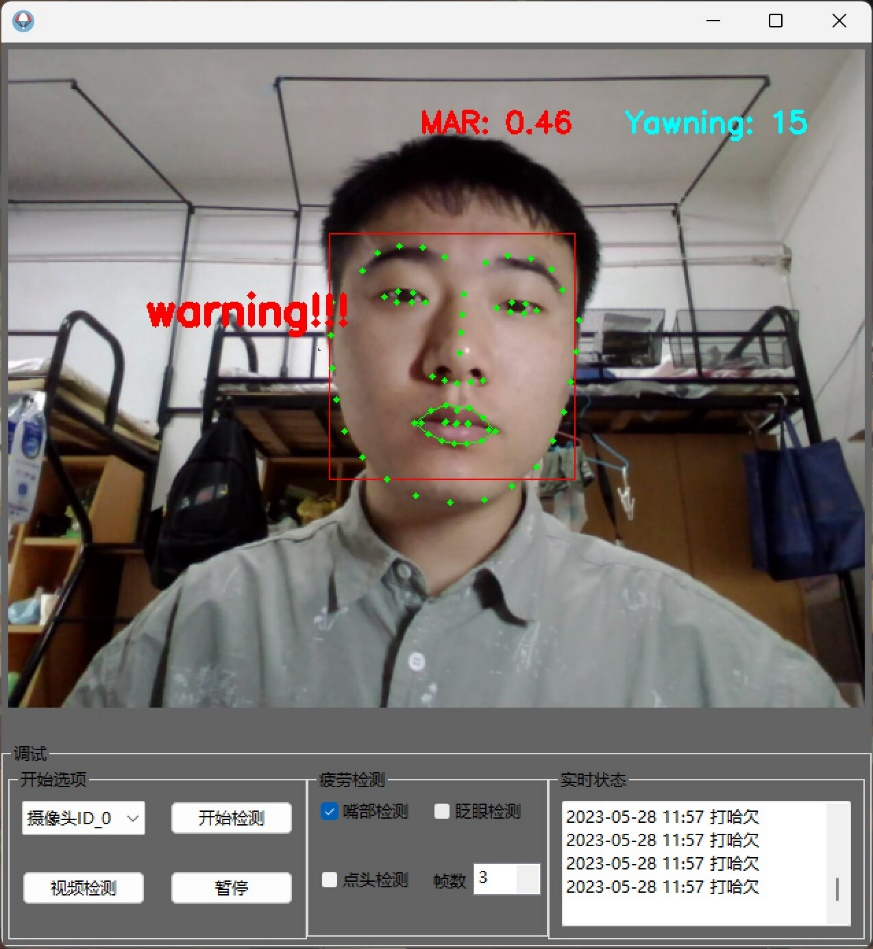 MAR: 0.46 Yawning: 15
warning!!!
调试
开始选项
摄像头ID_0
开始检测
视频检测
暂停
疲劳检测
嘴部检测
眨眼检测
点头检测
帧数 3
实时状态
2023-05-28 11:57 打哈欠
2023-05-28 11:57 打哈欠
2023-05-28 11:57 打哈欠
2023-05-28 11:57 打哈欠